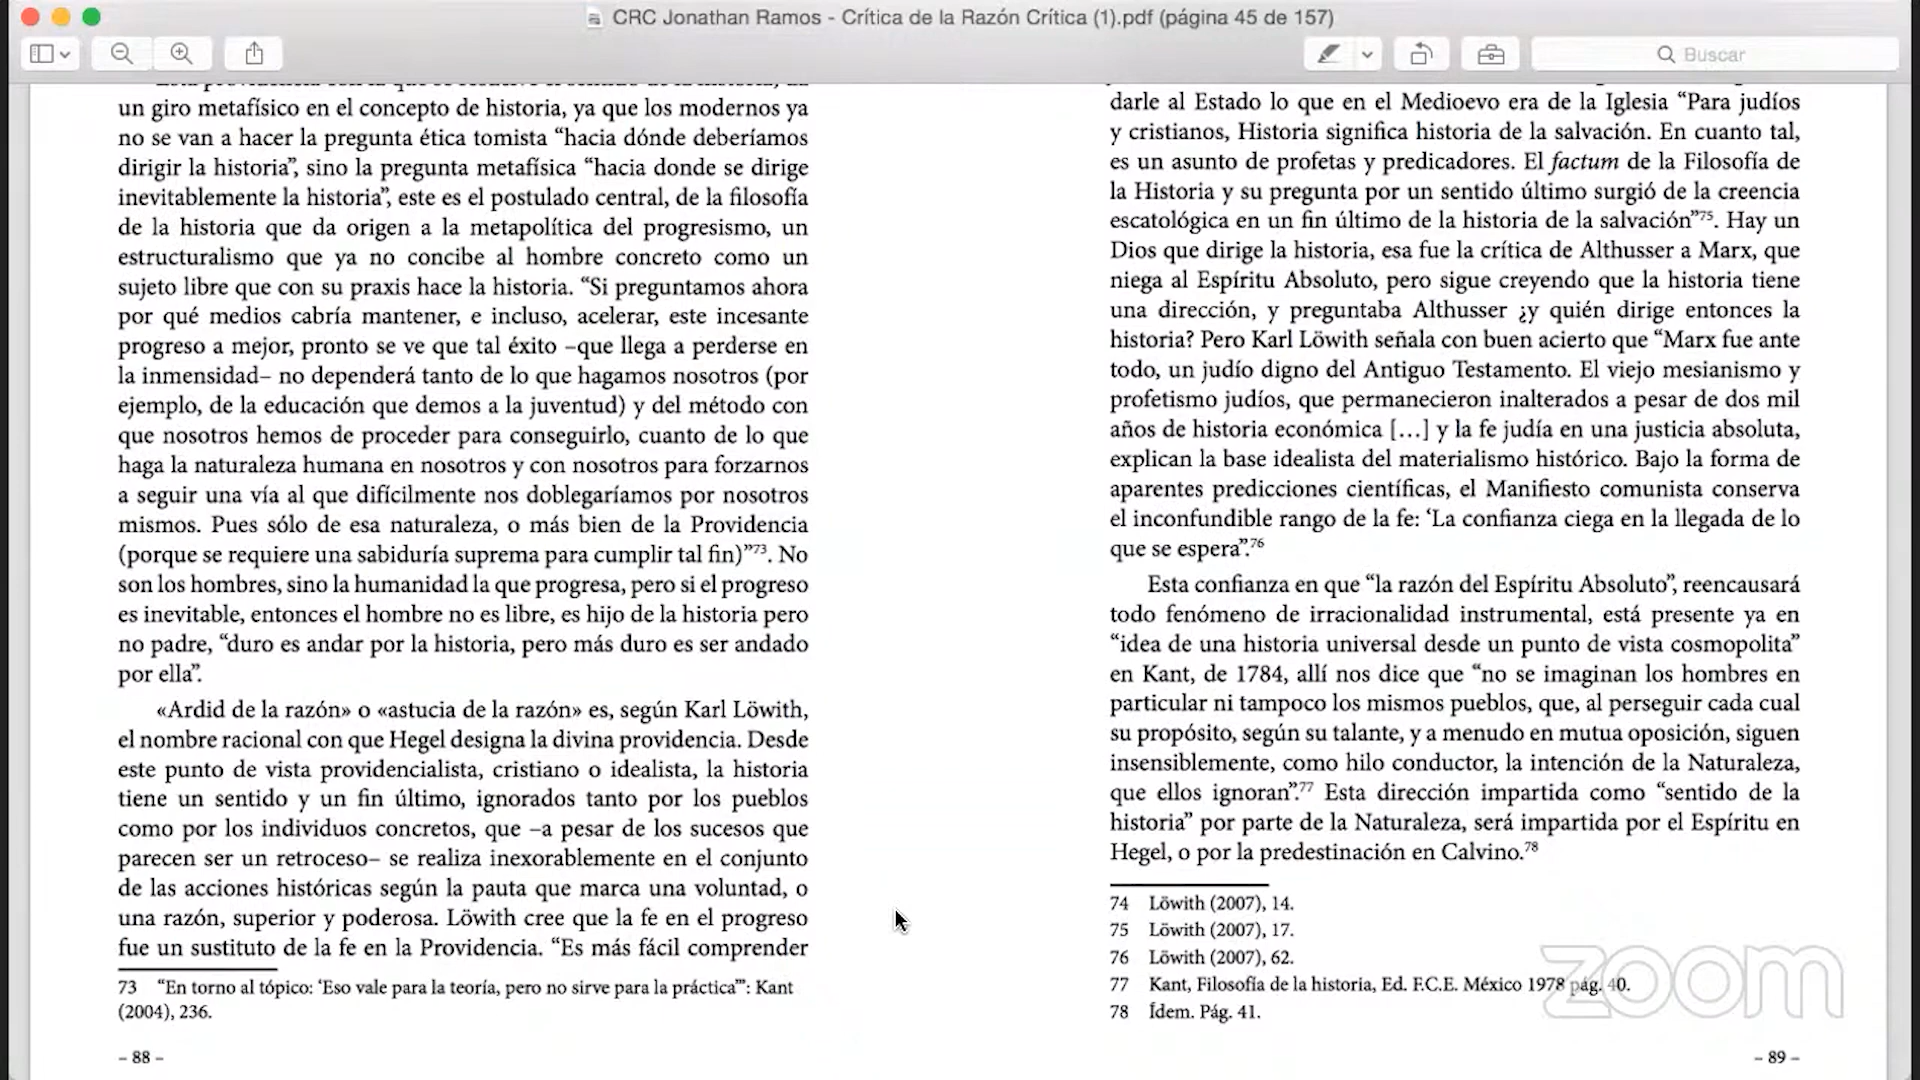 CRC Jonathan Ramos - Crítica de la Razón Crítica (1).pdf (página 45 de 157)
Buscar
un giro metafísico en el concepto de historia, ya que los modernos ya
no se van a hacer la pregunta ética tomista “hacia dónde deberíamos
dirigir la historia”, sino la pregunta metafísica “hacia donde se dirige
inevitablemente la historia”, este es el postulado central, de la filosofía
de la historia que da origen a la metapolítica del progresismo, un
estructuralismo que ya no concibe al hombre concreto como un
sujeto libre que con su praxis hace la historia. “Si preguntamos ahora
por qué medios cabría mantener, e incluso, acelerar, este incesante
progreso a mejor, pronto se ve que tal éxito –que llega a perderse en
la inmensidad– no dependerá tanto de lo que hagamos nosotros (por
ejemplo, de la educación que demos a la juventud) y del método con
que nosotros hemos de proceder para conseguirlo, cuanto de lo que
haga la naturaleza humana en nosotros y con nosotros para forzarnos
a seguir una vía al que difícilmente nos doblegaríamos por nosotros
mismos. Pues sólo de esa naturaleza, o más bien de la Providencia
(porque se requiere una sabiduría suprema para cumplir tal fin)”73. No
son los hombres, sino la humanidad la que progresa, pero si el progreso
es inevitable, entonces el hombre no es libre, es hijo de la historia pero
no padre, “duro es andar por la historia, pero más duro es ser andado
por ella”.
«Ardid de la razón» o «astucia de la razón» es, según Karl Löwith,
el nombre racional con que Hegel designa la divina providencia. Desde
este punto de vista providencialista, cristiano o idealista, la historia
tiene un sentido y un fin último, ignorados tanto por los pueblos
como por los individuos concretos, que –a pesar de los sucesos que
parecen ser un retroceso– se realiza inexorablemente en el conjunto
de las acciones históricas según la pauta que marca una voluntad, o
una razón, superior y poderosa. Löwith cree que la fe en el progreso
fue un sustituto de la fe en la Providencia. “Es más fácil comprender
73 “En torno al tópico: ‘Eso vale para la teoría, pero no sirve para la práctica’”: Kant
(2004), 236.
– 88 –
darle al Estado lo que en el Medioevo era de la Iglesia “Para judíos
y cristianos, Historia significa historia de la salvación. En cuanto tal,
es un asunto de profetas y predicadores. El factum de la Filosofía de
la Historia y su pregunta por un sentido último surgió de la creencia
escatológica en un fin último de la historia de la salvación”75. Hay un
Dios que dirige la historia, esa fue la crítica de Althusser a Marx, que
niega al Espíritu Absoluto, pero sigue creyendo que la historia tiene
una dirección, y preguntaba Althusser ¿y quién dirige entonces la
historia? Pero Karl Löwith señala con buen acierto que “Marx fue ante
todo, un judío digno del Antiguo Testamento. El viejo mesianismo y
profetismo judíos, que permanecieron inalterados a pesar de dos mil
años de historia económica […] y la fe judía en una justicia absoluta,
explican la base idealista del materialismo histórico. Bajo la forma de
aparentes predicciones científicas, el Manifiesto comunista conserva
el inconfundible rango de la fe: ‘La confianza ciega en la llegada de lo
que se espera”.76
Esta confianza en que “la razón del Espíritu Absoluto”, reencausará
todo fenómeno de irracionalidad instrumental, está presente ya en
“idea de una historia universal desde un punto de vista cosmopolita”
en Kant, de 1784, allí nos dice que “no se imaginan los hombres en
particular ni tampoco los mismos pueblos, que, al perseguir cada cual
su propósito, según su talante, y a menudo en mutua oposición, siguen
insensiblemente, como hilo conductor, la intención de la Naturaleza,
que ellos ignoran”.77 Esta dirección impartida como “sentido de la
historia” por parte de la Naturaleza, será impartida por el Espíritu en
Hegel, o por la predestinación en Calvino.78
74 Löwith (2007), 14.
75 Löwith (2007), 17.
76 Löwith (2007), 62.
77 Kant, Filosofía de la historia, Ed. F.C.E. México 1978 pág. 40.
78 Ídem. Pág. 41.
– 89 –
zoom